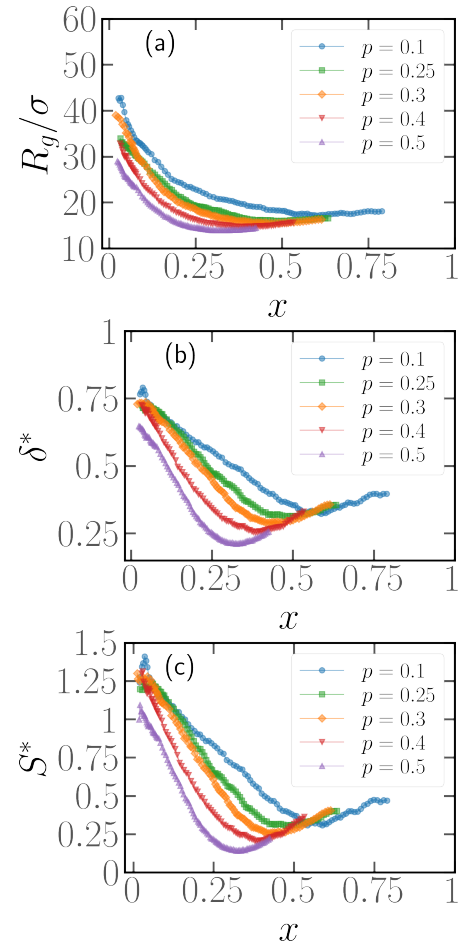 60
50
40
30
20
10
R_g/σ
(a)
p = 0.1
p = 0.25
p = 0.3
p = 0.4
p = 0.5
0 0.25 0.5 0.75 1
x
1
0.75
0.5
0.25
δ*
(b)
p = 0.1
p = 0.25
p = 0.3
p = 0.4
p = 0.5
0 0.25 0.5 0.75 1
x
1.5
1.25
1
0.75
0.5
0.25
0
S*
(c)
p = 0.1
p = 0.25
p = 0.3
p = 0.4
p = 0.5
0 0.25 0.5 0.75 1
x